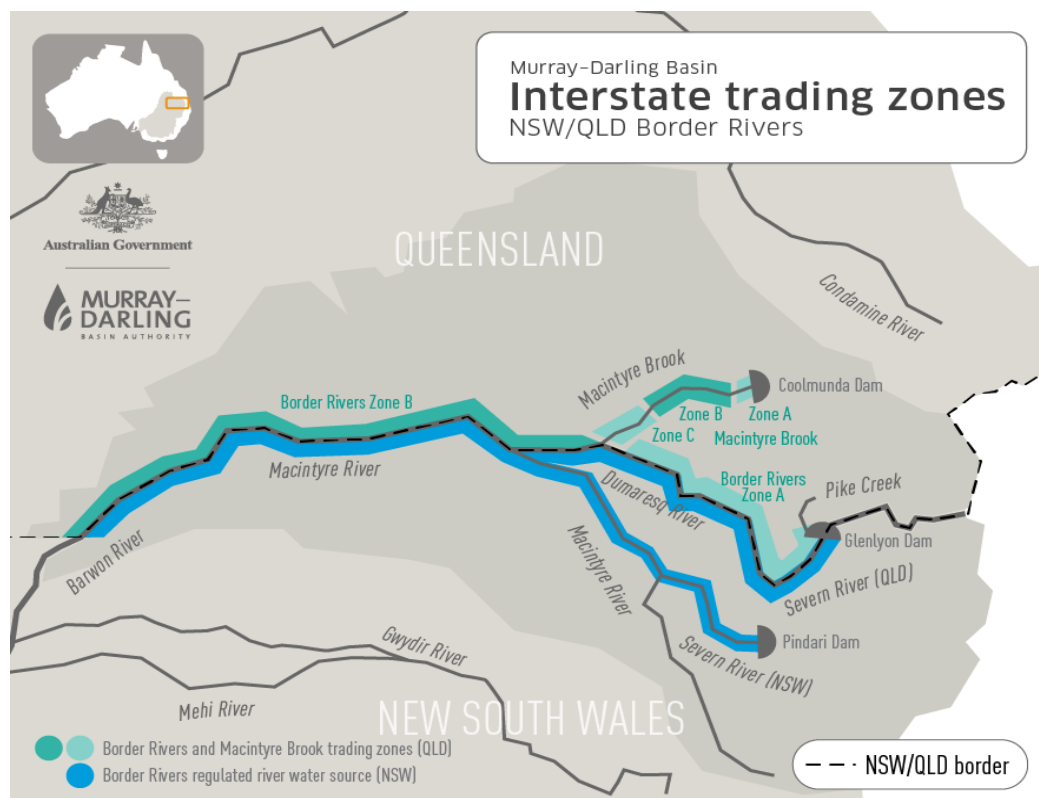 Murray–Darling Basin
Interstate trading zones
NSW/QLD Border Rivers
Australian Government
MURRAY–
DARLING
BASIN AUTHORITY
QUEENSLAND
Condamine River
Macintyre Brook
Coolmunda Dam
Border Rivers Zone B
Zone B
Zone A
Zone C
Macintyre Brook
Macintyre River
Border Rivers
Zone A
Dumaresq River
Pike Creek
Glenlyon Dam
Barwon River
Macintyre River
Severn River (QLD)
Gwydir River
Pindari Dam
Severn River (NSW)
Mehi River
NEW SOUTH WALES
Border Rivers and Macintyre Brook trading zones (QLD)
Border Rivers regulated river water source (NSW)
NSW/QLD border